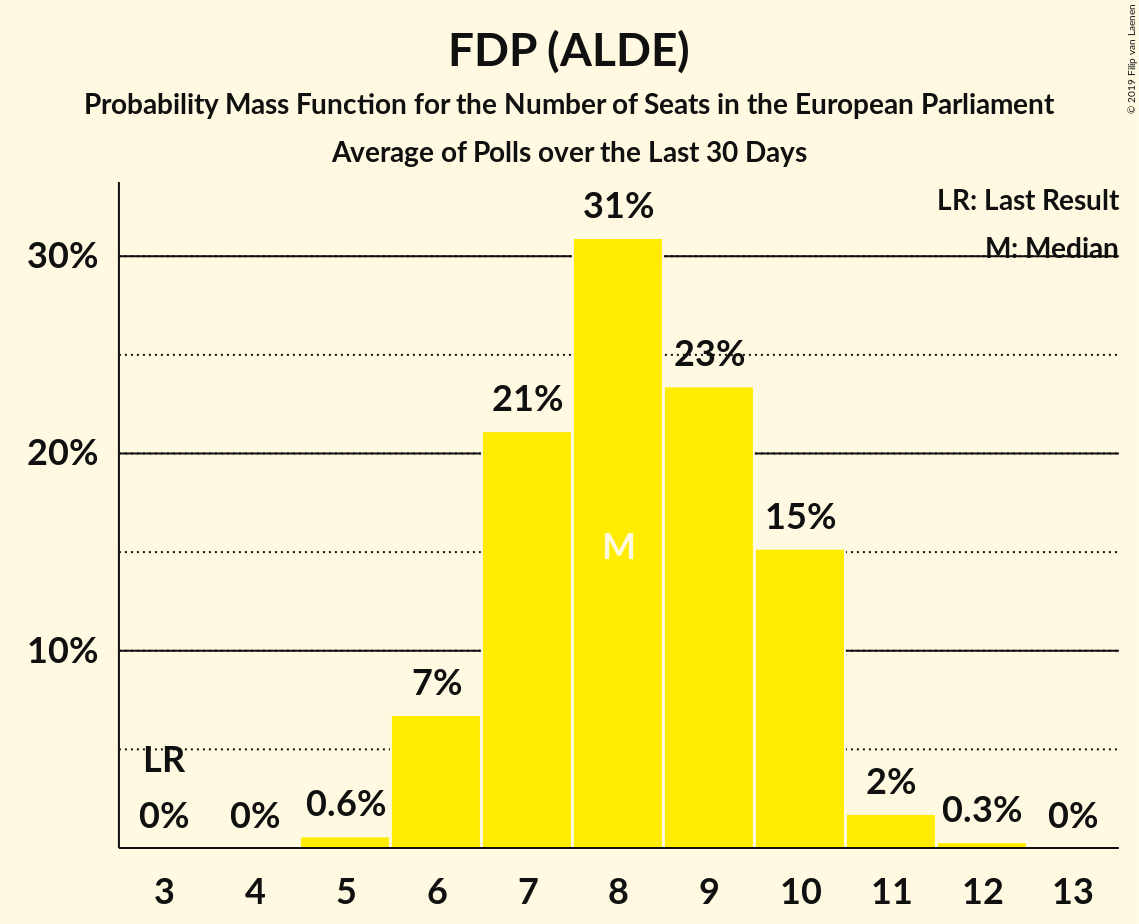 FDP (ALDE)
Probability Mass Function for the Number of Seats in the European Parliament
Average of Polls over the Last 30 Days
© 2019 Filip van Laenen
LR: Last Result
M: Median
30%
20%
10%
LR
0%
0%
0.6%
7%
21%
31%
M
23%
15%
2%
0.3%
0%
3 4 5 6 7 8 9 10 11 12 13